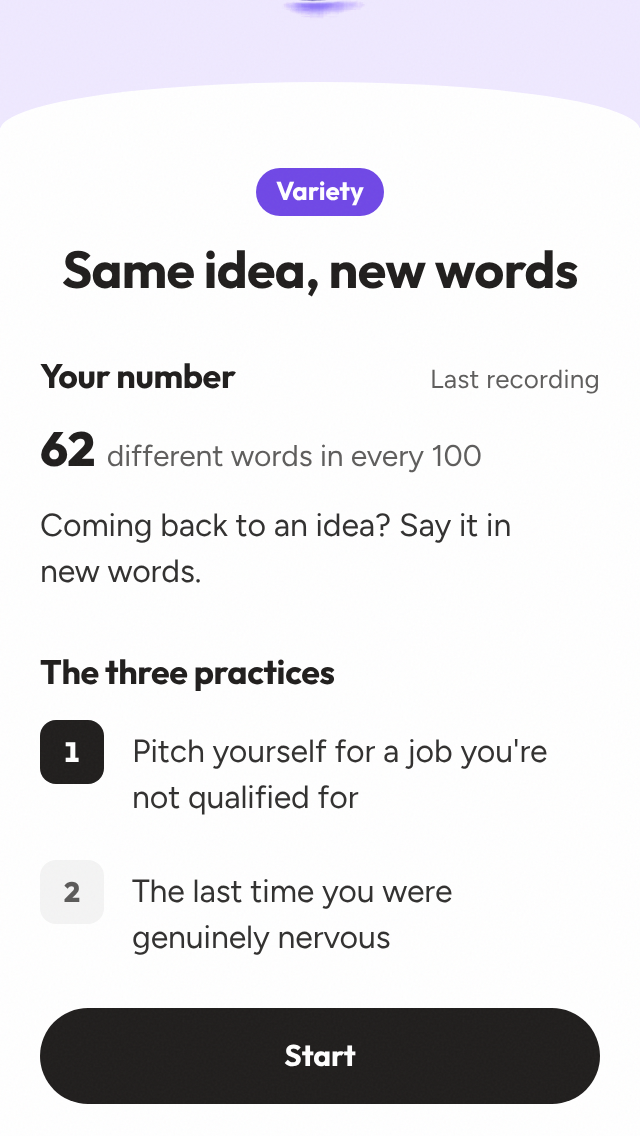 Variety
Same idea, new words
Your number
Last recording
62 different words in every 100
Coming back to an idea? Say it in
new words.
The three practices
1
Pitch yourself for a job you're
not qualified for
2
The last time you were
genuinely nervous
Start